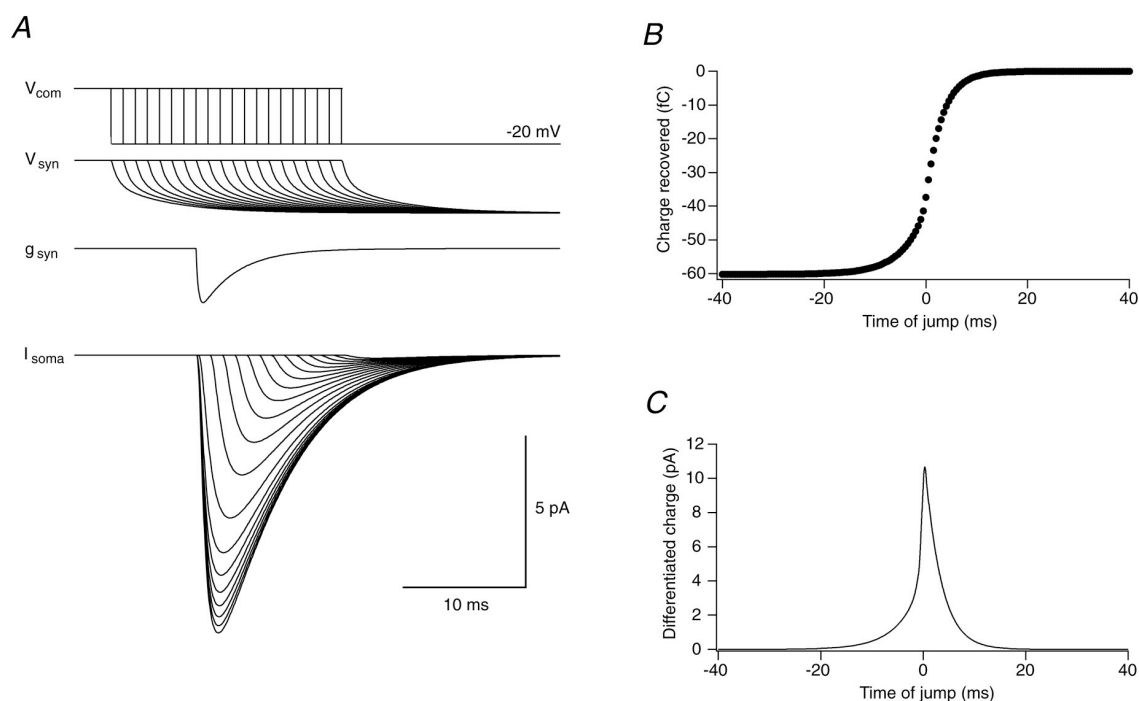 A
V com
-20 mV
V syn
g syn
I soma
5 pA
10 ms
B
0
-10
-20
-30
-40
-50
-60
Charge recovered (fC)
-40 -20 0 20 40
Time of jump (ms)
C
12
10
8
6
4
2
0
Differentiated charge (pA)
-40 -20 0 20 40
Time of jump (ms)